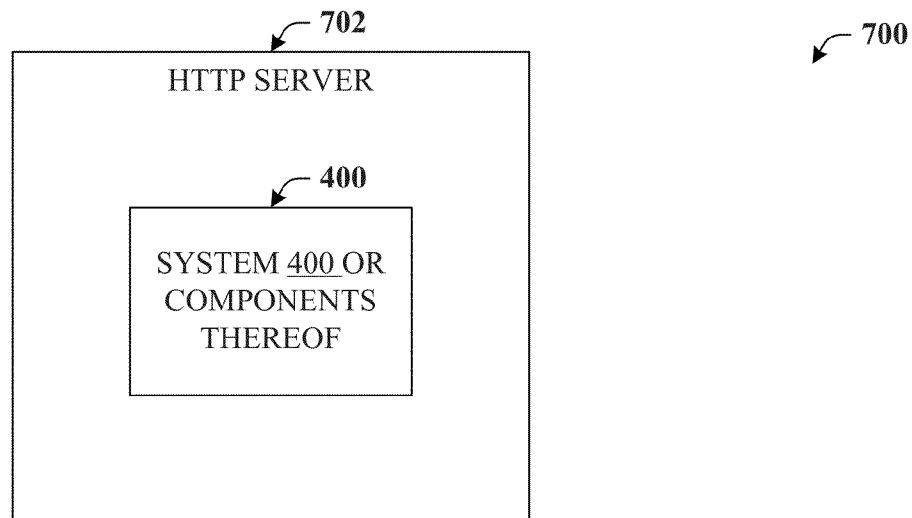 702
700
HTTP SERVER
400
SYSTEM 400 OR
COMPONENTS
THEREOF